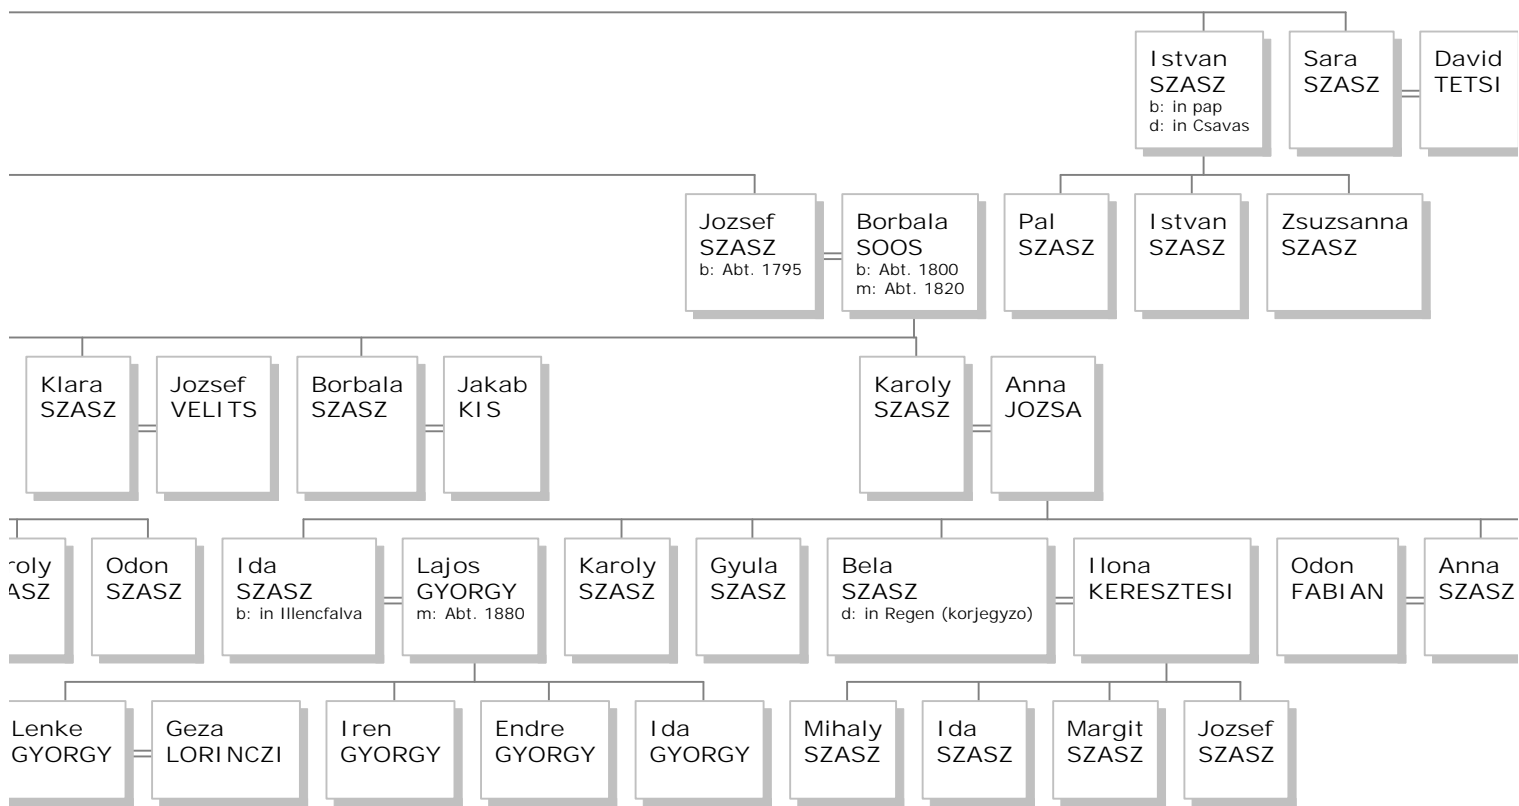 Istvan
SZASZ
b: in pap
d: in Csavas
Sara
SZASZ
David
TETSI
Jozsef
SZASZ
b: Abt. 1795
Borbala
SOOS
b: Abt. 1800
m: Abt. 1820
Pal
SZASZ
Istvan
SZASZ
Zsuzsanna
SZASZ
Klara
SZASZ
Jozsef
VELITS
Borbala
SZASZ
Jakab
KIS
Karoly
SZASZ
Anna
JOZSA
roly
ASZ
Odon
SZASZ
Ida
SZASZ
b: in Illencfalva
Lajos
GYORGY
m: Abt. 1880
Karoly
SZASZ
Gyula
SZASZ
Bela
SZASZ
d: in Regen (korjegyzo)
Ilona
KERESZTESI
Odon
FABIAN
Anna
SZASZ
Lenke
GYORGY
Geza
LORINCZI
Iren
GYORGY
Endre
GYORGY
Ida
GYORGY
Mihaly
SZASZ
Ida
SZASZ
Margit
SZASZ
Jozsef
SZASZ